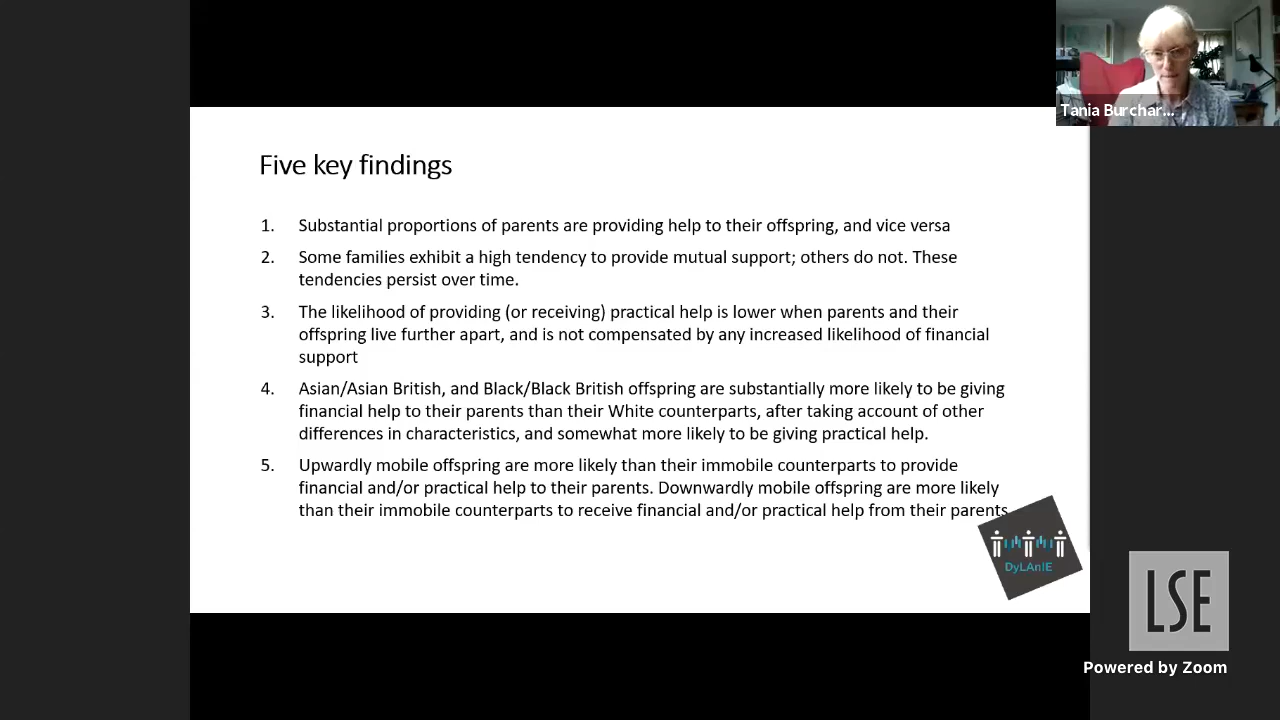 Tania Burchar...
Five key findings
1. Substantial proportions of parents are providing help to their offspring, and vice versa
2. Some families exhibit a high tendency to provide mutual support; others do not. These
tendencies persist over time.
3. The likelihood of providing (or receiving) practical help is lower when parents and their
offspring live further apart, and is not compensated by any increased likelihood of financial
support
4. Asian/Asian British, and Black/Black British offspring are substantially more likely to be giving
financial help to their parents than their White counterparts, after taking account of other
differences in characteristics, and somewhat more likely to be giving practical help.
5. Upwardly mobile offspring are more likely than their immobile counterparts to provide
financial and/or practical help to their parents. Downwardly mobile offspring are more likely
than their immobile counterparts to receive financial and/or practical help from their parents
DyLAnIE
LSE
Powered by Zoom